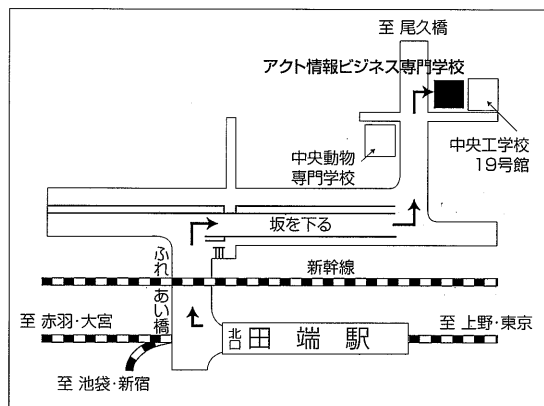 至 尾久橋
アクト情報ビジネス専門学校
中央動物
専門学校
中央工学校
19号館
坂を下る
ふれあい橋
新幹線
至 赤羽・大宮
北口
田端駅
至 上野・東京
至 池袋・新宿